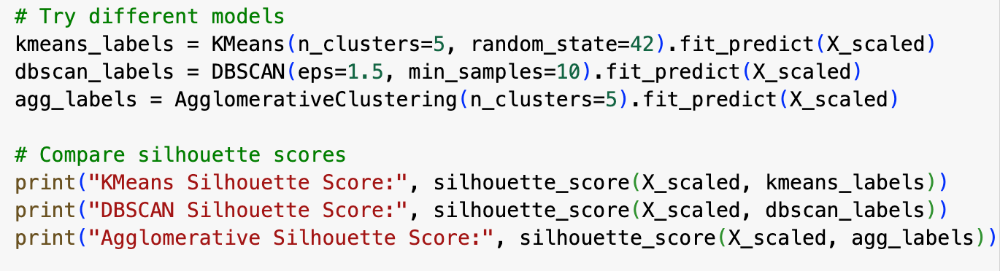 # Try different models
kmeans_labels = KMeans(n_clusters=5, random_state=42).fit_predict(X_scaled)
dbscan_labels = DBSCAN(eps=1.5, min_samples=10).fit_predict(X_scaled)
agg_labels = AgglomerativeClustering(n_clusters=5).fit_predict(X_scaled)
# Compare silhouette scores
print("KMeans Silhouette Score:", silhouette_score(X_scaled, kmeans_labels))
print("DBSCAN Silhouette Score:", silhouette_score(X_scaled, dbscan_labels))
print("Agglomerative Silhouette Score:", silhouette_score(X_scaled, agg_labels))